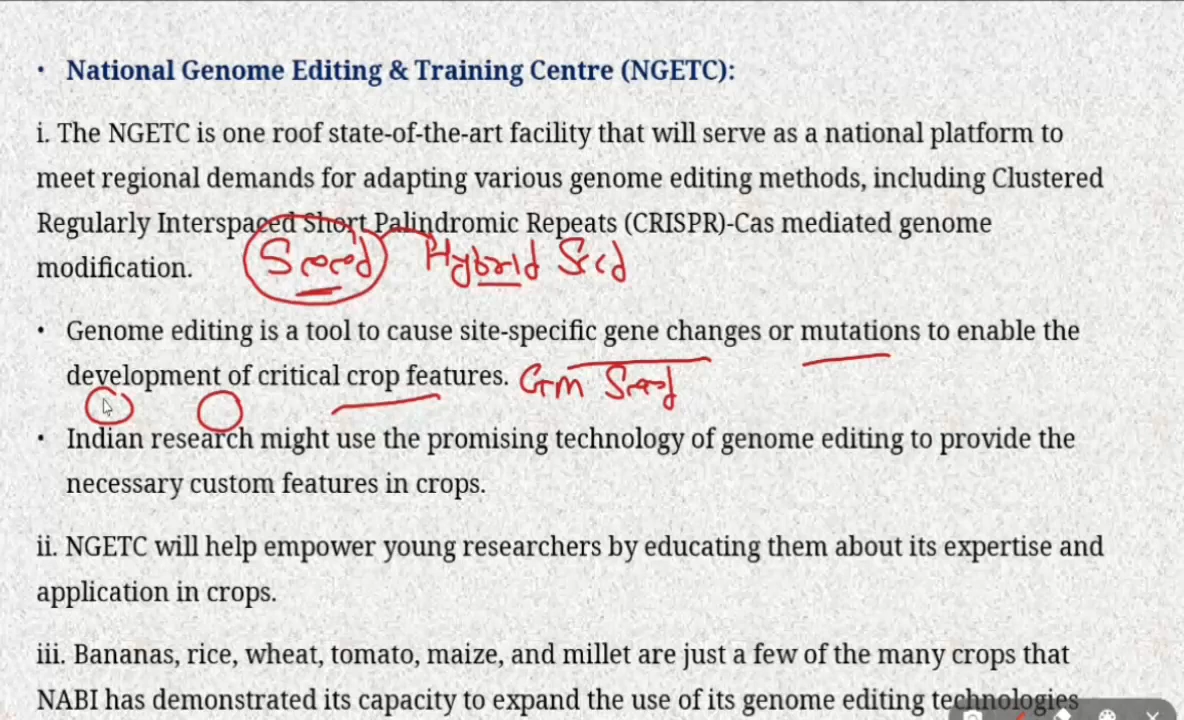 • National Genome Editing & Training Centre (NGETC):
i. The NGETC is one roof state-of-the-art facility that will serve as a national platform to
meet regional demands for adapting various genome editing methods, including Clustered
Regularly Interspaced Short Palindromic Repeats (CRISPR)-Cas mediated genome
modification.
Hybrid Seed
• Genome editing is a tool to cause site-specific gene changes or mutations to enable the
development of critical crop features.
Gm Seed
• Indian research might use the promising technology of genome editing to provide the
necessary custom features in crops.
ii. NGETC will help empower young researchers by educating them about its expertise and
application in crops.
iii. Bananas, rice, wheat, tomato, maize, and millet are just a few of the many crops that
NABI has demonstrated its capacity to expand the use of its genome editing technologies